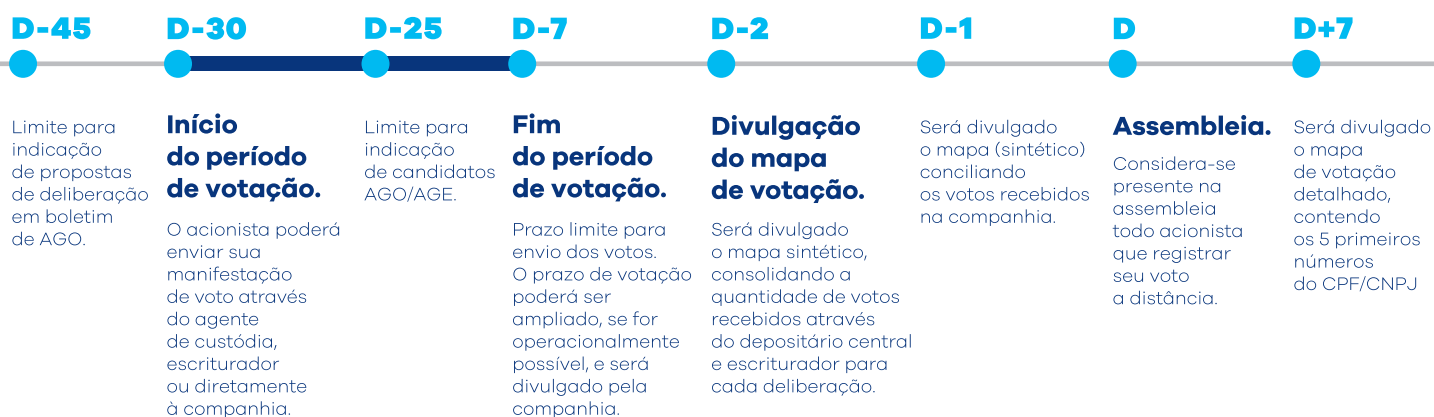 D-45
Limite para
indicação
de propostas
de deliberação
em boletim
de AGO.
D-30
Início
do período
de votação.
O acionista poderá
enviar sua
manifestação
de voto através
do agente
de custódia,
escriturador
ou diretamente
à companhia.
D-25
Limite para
indicação
de candidatos
AGO/AGE.
D-7
Fim
do período
de votação.
Prazo limite para
envio dos votos.
O prazo de votação
poderá ser
ampliado, se for
operacionalmente
possível, e será
divulgado pela
companhia.
D-2
Divulgação
do mapa
de votação.
Será divulgado
o mapa sintético,
consolidando a
quantidade de votos
recebidos através
do depositário central
e escriturador para
cada deliberação.
D-1
Será divulgado
o mapa (sintético)
conciliando
os votos recebidos
na companhia.
D
Assembleia.
Considera-se
presente na
assembleia
todo acionista
que registrar
seu voto
a distância.
D+7
Será divulgado
o mapa
de votação
detalhado,
contendo
os 5 primeiros
números
do CPF/CNPJ